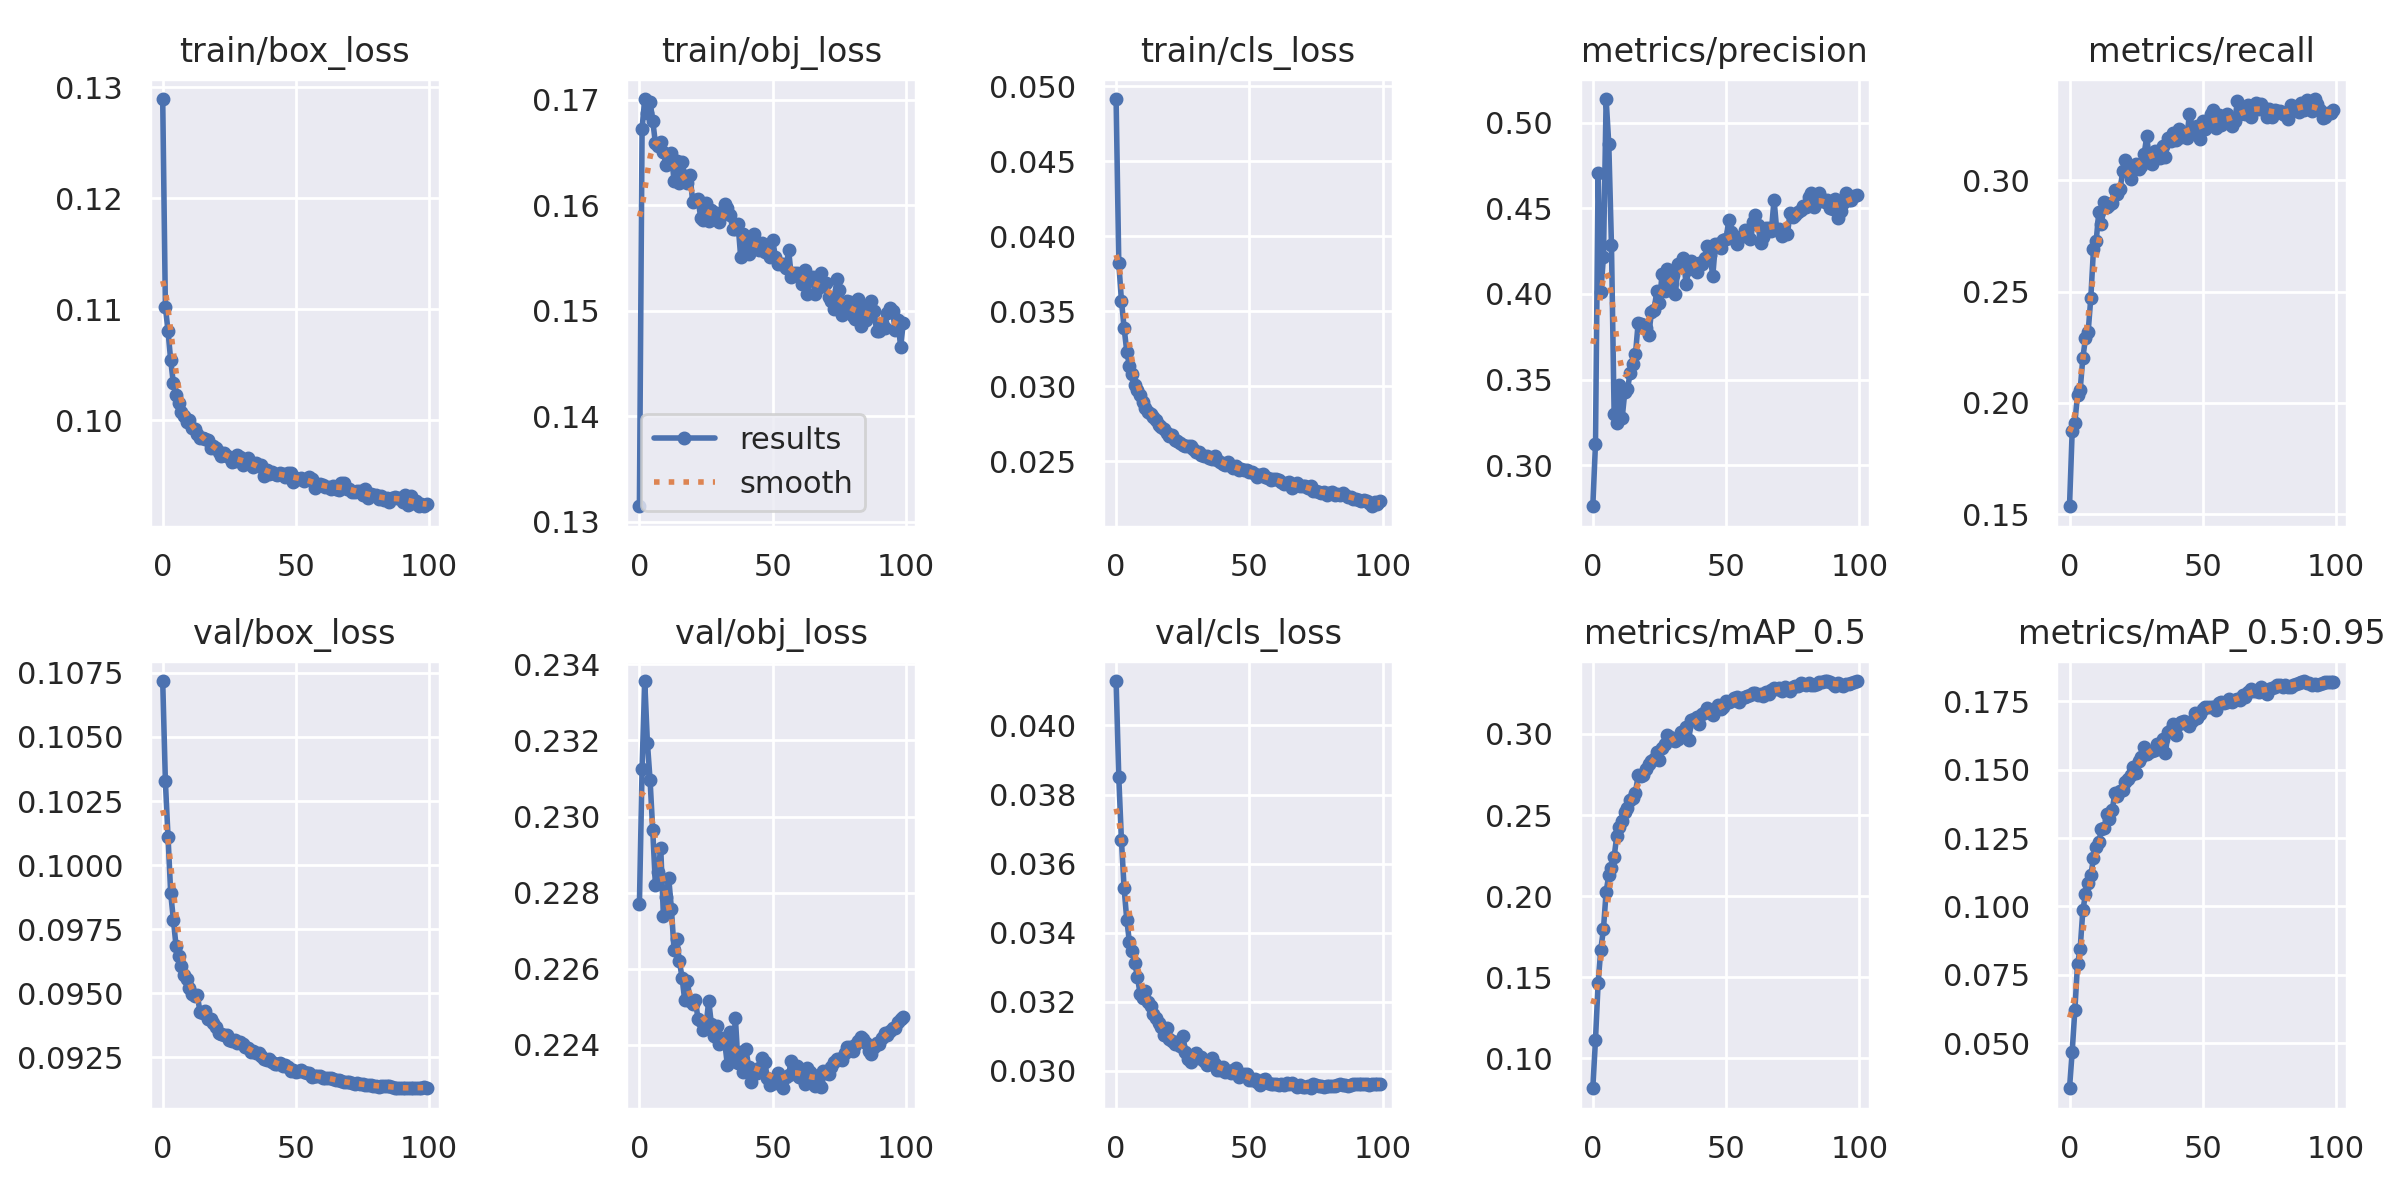 train/box_loss
0.13
0.12
0.11
0.10
0 50 100
train/obj_loss
0.17
0.16
0.15
0.14
0.13
results
smooth
0 50 100
train/cls_loss
0.050
0.045
0.040
0.035
0.030
0.025
0 50 100
metrics/precision
0.50
0.45
0.40
0.35
0.30
0 50 100
metrics/recall
0.30
0.25
0.20
0.15
0 50 100
val/box_loss
0.1075
0.1050
0.1025
0.1000
0.0975
0.0950
0.0925
0 50 100
val/obj_loss
0.234
0.232
0.230
0.228
0.226
0.224
0 50 100
val/cls_loss
0.040
0.038
0.036
0.034
0.032
0.030
0 50 100
metrics/mAP_0.5
0.30
0.25
0.20
0.15
0.10
0 50 100
metrics/mAP_0.5:0.95
0.175
0.150
0.125
0.100
0.075
0.050
0 50 100